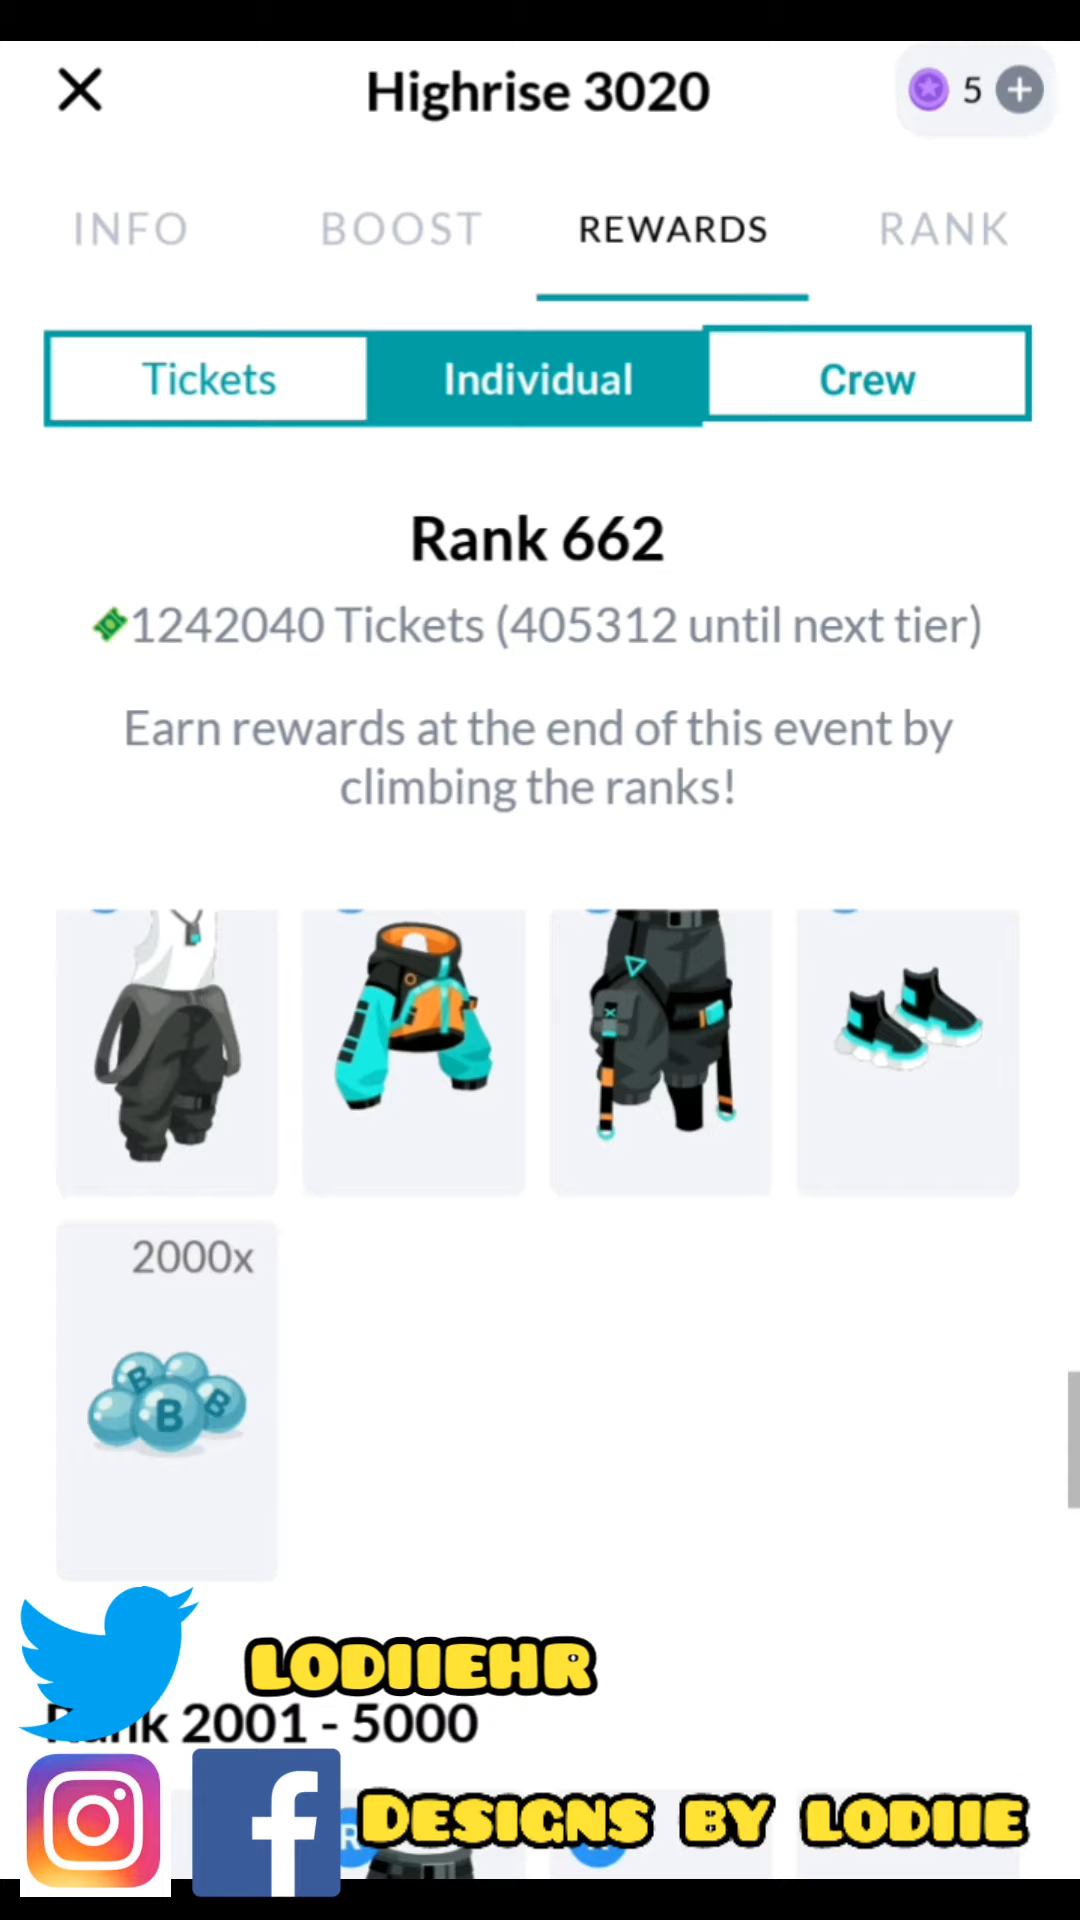 Highrise 3020
5
INFO BOOST REWARDS RANK
Tickets Individual Crew
Rank 662
1242040 Tickets (405312 until next tier)
Earn rewards at the end of this event by
climbing the ranks!
2000x
B B B
LODIIEHR
Rank 2001 - 5000
R
DESIGNS BY LODIIE